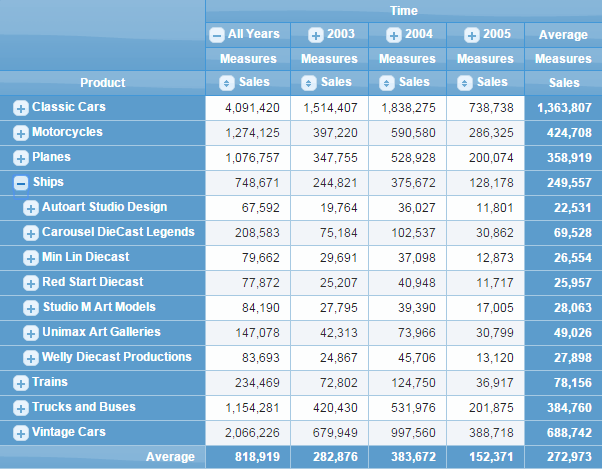 Time
All Years 2003 2004 2005 Average
Measures Measures Measures Measures Measures
Product Sales Sales Sales Sales Sales
Classic Cars 4,091,420 1,514,407 1,838,275 738,738 1,363,807
Motorcycles 1,274,125 397,220 590,580 286,325 424,708
Planes 1,076,757 347,755 528,928 200,074 358,919
Ships 748,671 244,821 375,672 128,178 249,557
Autoart Studio Design 67,592 19,764 36,027 11,801 22,531
Carousel DieCast Legends 208,583 75,184 102,537 30,862 69,528
Min Lin Diecast 79,662 29,691 37,098 12,873 26,554
Red Start Diecast 77,872 25,207 40,948 11,717 25,957
Studio M Art Models 84,190 27,795 39,390 17,005 28,063
Unimax Art Galleries 147,078 42,313 73,966 30,799 49,026
Welly Diecast Productions 83,693 24,867 45,706 13,120 27,898
Trains 234,469 72,802 124,750 36,917 78,156
Trucks and Buses 1,154,281 420,430 531,976 201,875 384,760
Vintage Cars 2,066,226 679,949 997,560 388,718 688,742
Average 818,919 282,876 383,672 152,371 272,973